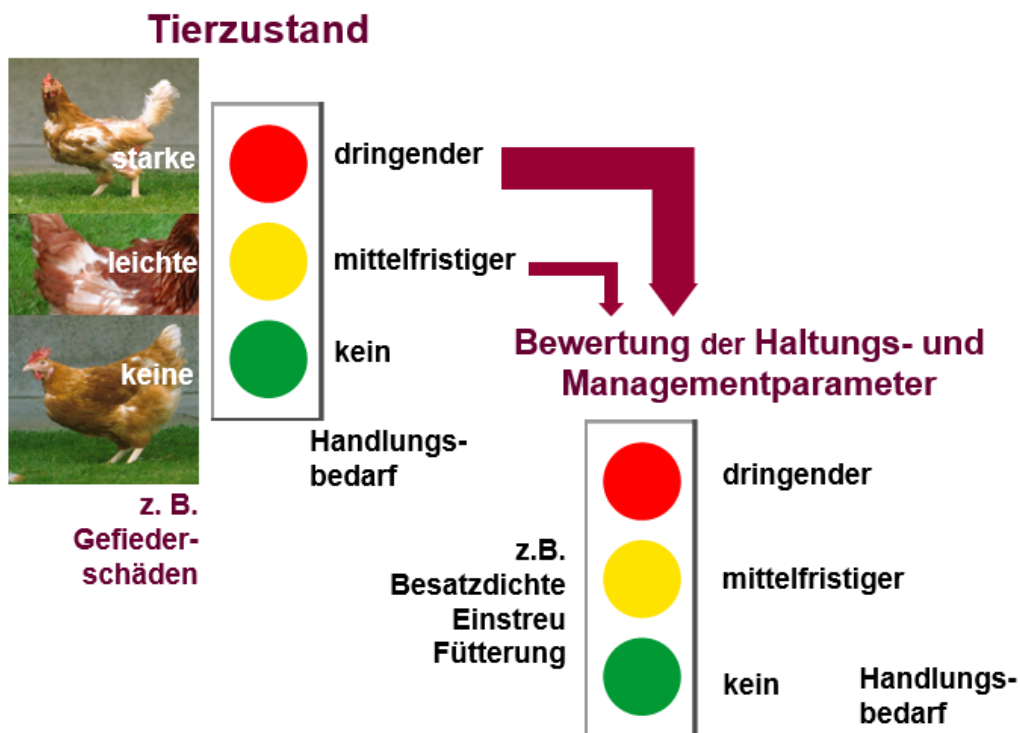 Tierzustand
starke
leichte
keine
dringender
mittelfristiger
kein
Handlungs-
bedarf
z. B.
Gefieder-
schäden
Bewertung der Haltungs- und
Managementparameter
z.B.
Besatzdichte
Einstreu
Fütterung
dringender
mittelfristiger
kein
Handlungs-
bedarf